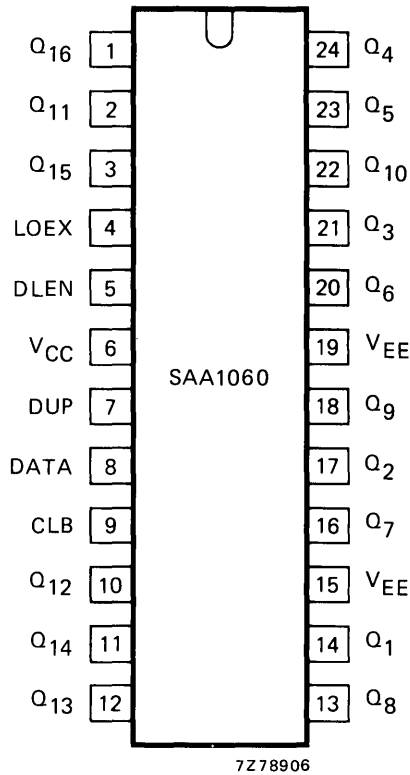 Q16 1 24 Q4
Q11 2 23 Q5
Q15 3 22 Q10
LOEX 4 21 Q3
DLEN 5 20 Q6
VCC 6 19 VEE
SAA1060
DUP 7 18 Q9
DATA 8 17 Q2
CLB 9 16 Q7
Q12 10 15 VEE
Q14 11 14 Q1
Q13 12 13 Q8
7Z78906